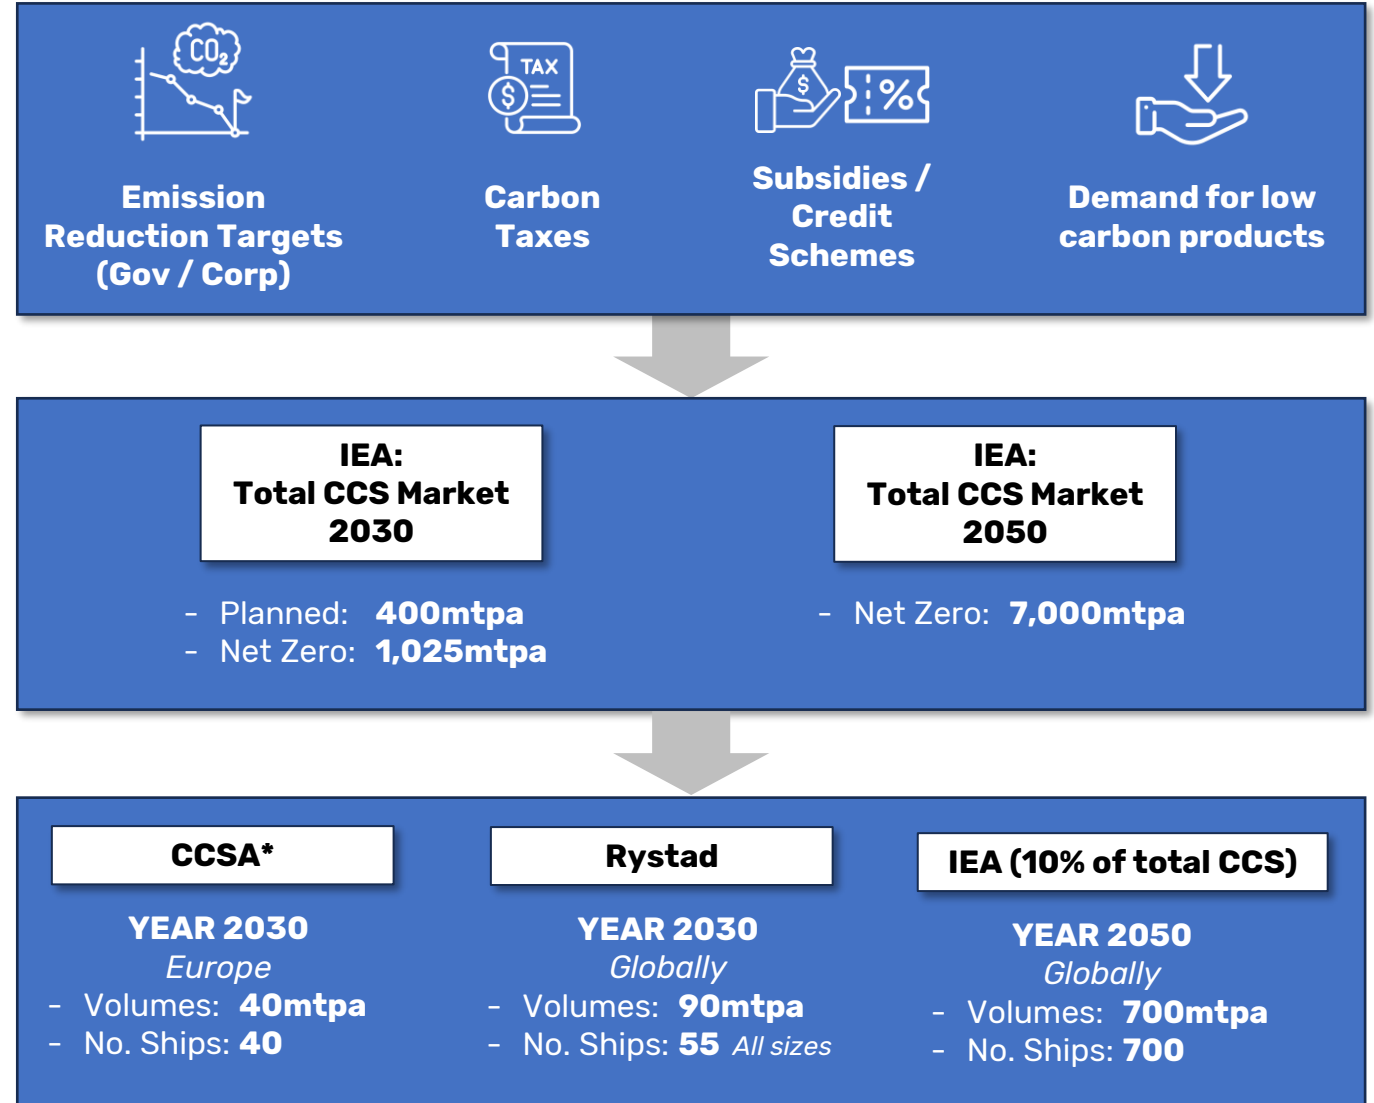 CO₂
TAX
$
$
%
Emission
Reduction Targets
(Gov / Corp)
Carbon
Taxes
Subsidies /
Credit
Schemes
Demand for low
carbon products
IEA:
Total CCS Market
2030
- Planned: 400mtpa
- Net Zero: 1,025mtpa
IEA:
Total CCS Market
2050
- Net Zero: 7,000mtpa
CCSA*
YEAR 2030
Europe
- Volumes: 40mtpa
- No. Ships: 40
Rystad
YEAR 2030
Globally
- Volumes: 90mtpa
- No. Ships: 55 All sizes
IEA (10% of total CCS)
YEAR 2050
Globally
- Volumes: 700mtpa
- No. Ships: 700